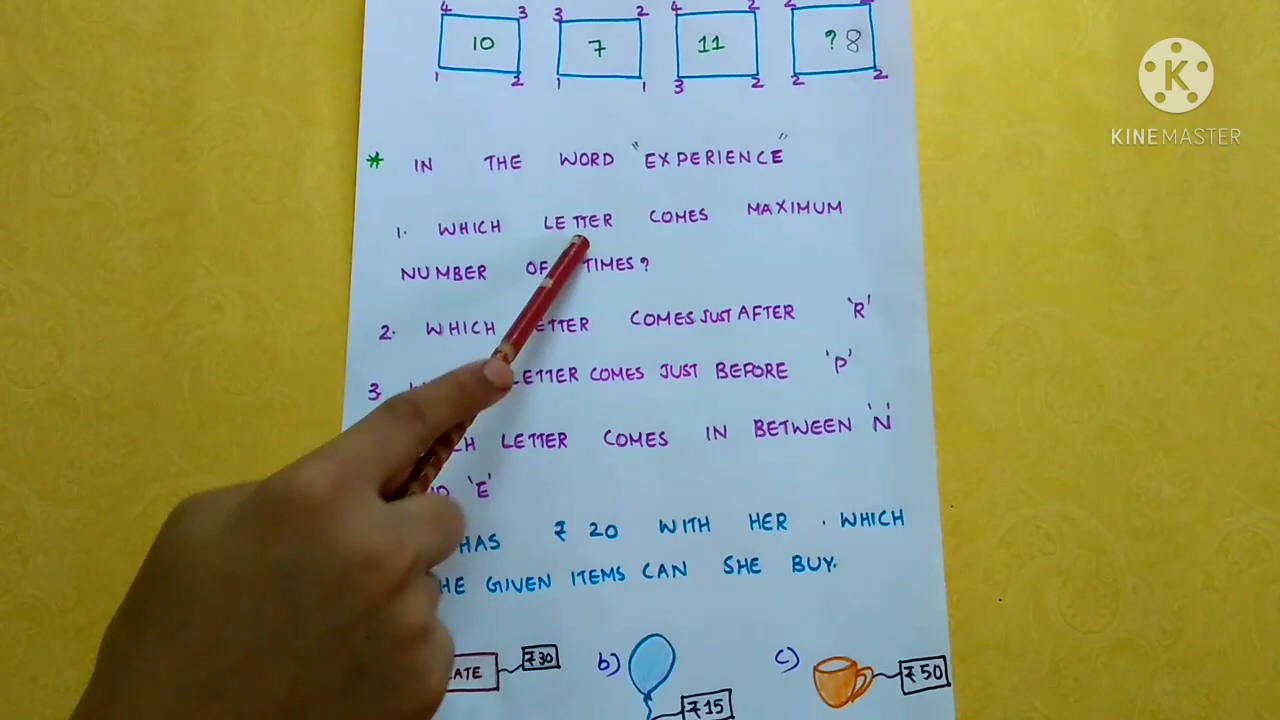 4 3 3 2 4 2 2 2
10 7 11 ? 8
1 2 1 1 3 2 2 2
K
KINEMASTER
* IN THE WORD "EXPERIENCE"
1. WHICH LETTER COMES MAXIMUM
NUMBER OF TIMES?
2. WHICH LETTER COMES JUST AFTER 'R'
3 LETTER COMES JUST BEFORE 'P'
LETTER COMES IN BETWEEN 'N'
'E'
HAS ₹ 20 WITH HER . WHICH
GIVEN ITEMS CAN SHE BUY.
₹30 b) ₹15 c) ₹50